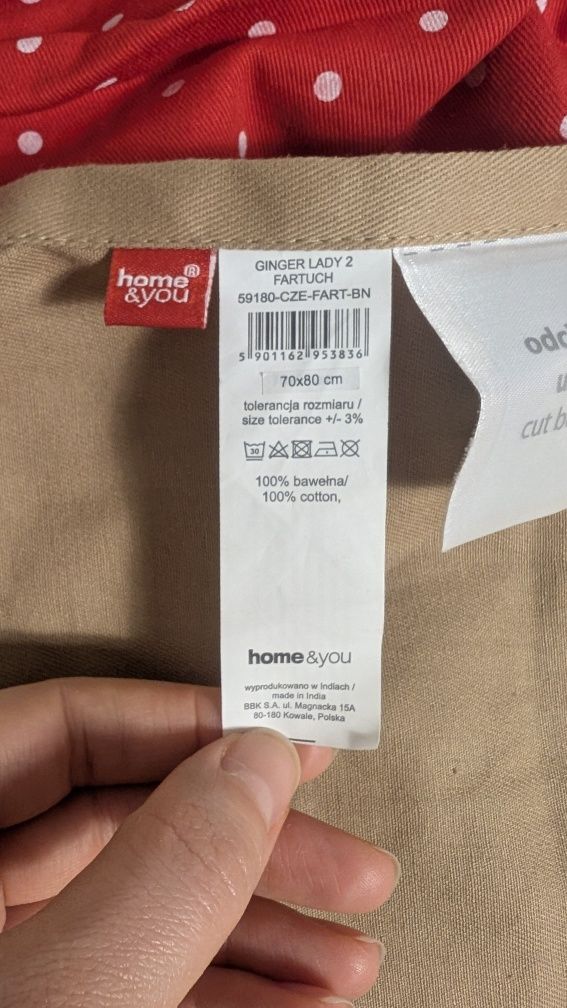 home®
&you
GINGER LADY 2
FARTUCH
59180-CZE-FART-BN
5 901162 953836
70x80 cm
tolerancja rozmiaru /
size tolerance +/- 3%
30
100% bawełna/
100% cotton,
home&you
wyprodukowano w Indiach /
made in India
BBK S.A. ul. Magnacka 15A
80-180 Kowale, Polska
cut